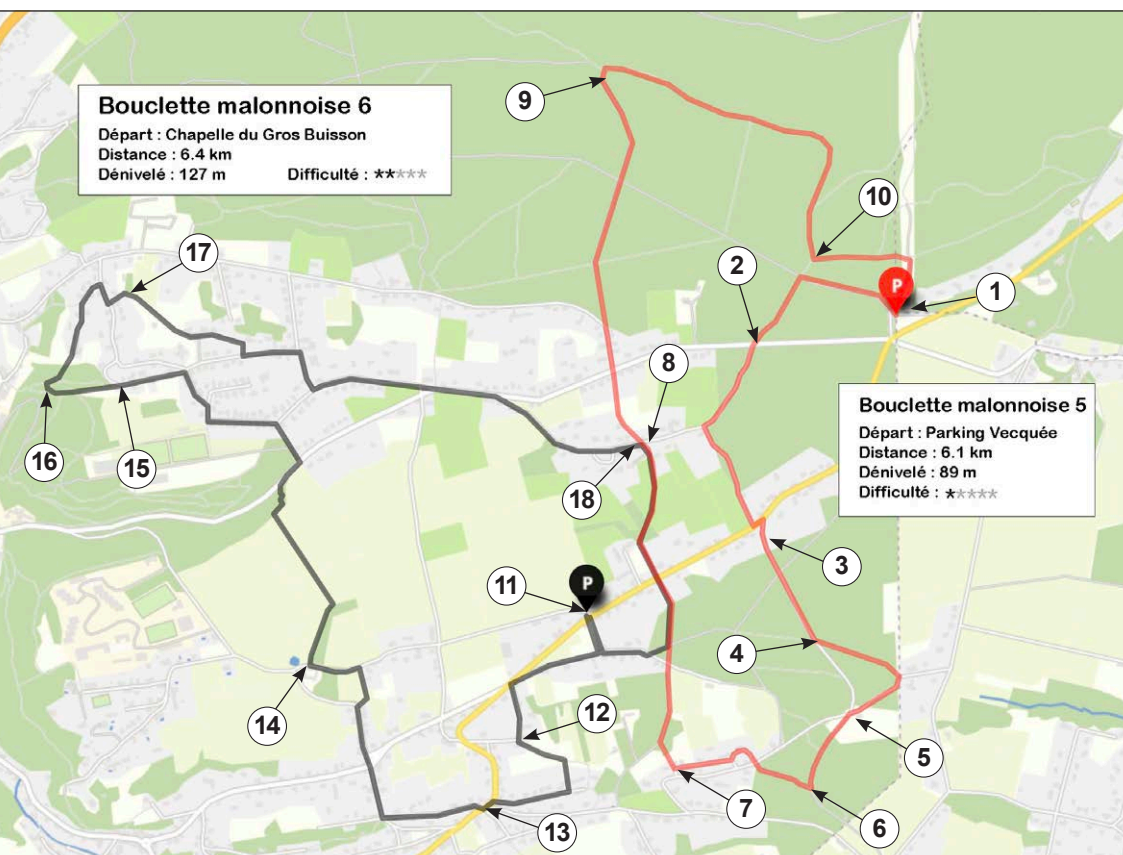 Bouclette malonnoise 6
Départ : Chapelle du Gros Buisson
Distance : 6.4 km
Dénivelé : 127 m Difficulté : *****
9
10
17
2
P
1
8
Bouclette malonnoise 5
Départ : Parking Vecquée
Distance : 6.1 km
Dénivelé : 89 m
Difficulté : *****
16
15
18
3
P
11
4
14
12
5
7
6
13